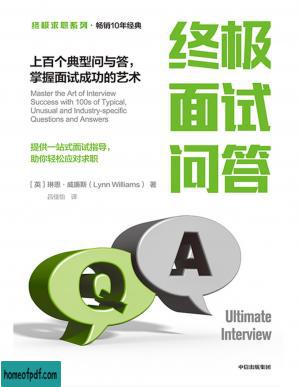 终极求职系列·畅销10年经典
上百个典型问与答，
掌握面试成功的艺术
Master the Art of Interview
Success with 100s of Typical,
Unusual and Industry-specific
Questions and Answers
提供一站式面试指导，
助你轻松应对求职
[英]琳恩·威廉斯（Lynn Williams） 著
吕佳怡 译
终极
面试
问答
Q
A
Ultimate
Interview
homeofpdf.com
中信出版集团